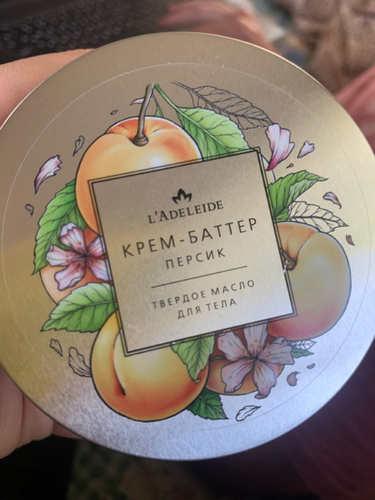 L'ADELEIDE
КРЕМ-БАТТЕР
ПЕРСИК
ТВЕРДОЕ МАСЛО
ДЛЯ ТЕЛА